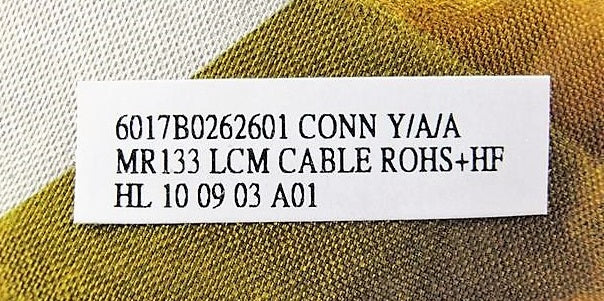 6017B0262601 CONN Y/A/A
MR133 LCM CABLE ROHS+HF
HL 10 09 03 A01